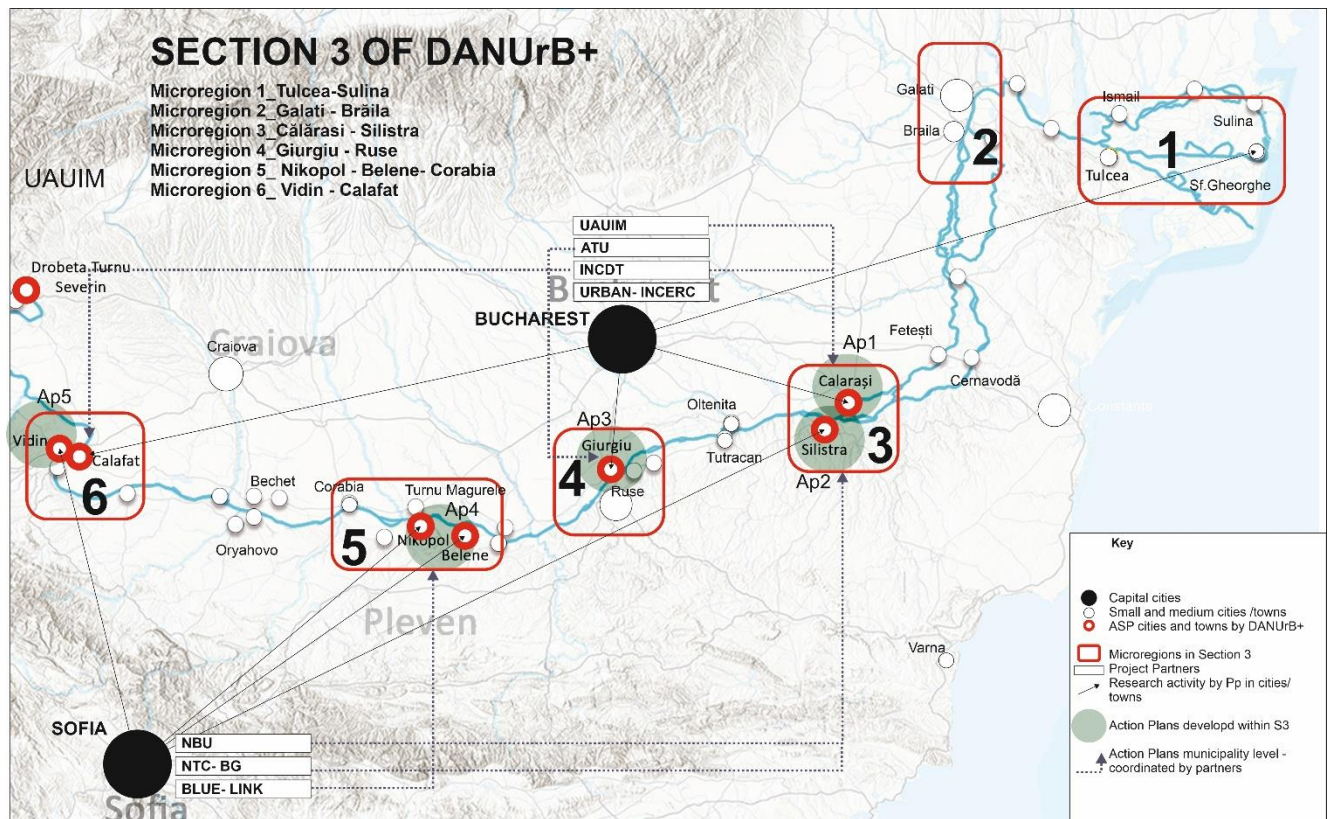 SECTION 3 OF DANUrB+
Microregion 1_Tulcea-Sulina
Microregion 2_Galati - Brăila
Microregion 3_Călărasi - Silistra
Microregion 4_Giurgiu - Ruse
Microregion 5_ Nikopol - Belene- Corabia
Microregion 6_ Vidin - Calafat
UAUIM
Galati
Braila
2
Ismail
Sulina
1
Tulcea
Sf.Gheorghe
UAUIM
ATU
INCDT
URBAN- INCERC
BUCHAREST
Drobeta Turnu
Severin
Craiova
Craiova
Fetești
Cernavodă
Constanta
Ap1
Calarași
Silistra
3
Ap2
Oltenita
Tutracan
Ap3
Giurgiu
4
Ruse
Ap5
Vidin
Calafat
6
Bechet
Oryahovo
Corabia
Turnu Magurele
Ap4
5
Nikopol
Belene
Pleven
Varna
SOFIA
Sofia
NBU
NTC- BG
BLUE- LINK
Key
Capital cities
Small and medium cities /towns
ASP cities and towns by DANUrB+
Microregions in Section 3
Project Partners
Research activity by Pp in cities/
towns
Action Plans developd within S3
Action Plans municipality level -
coordinated by partners